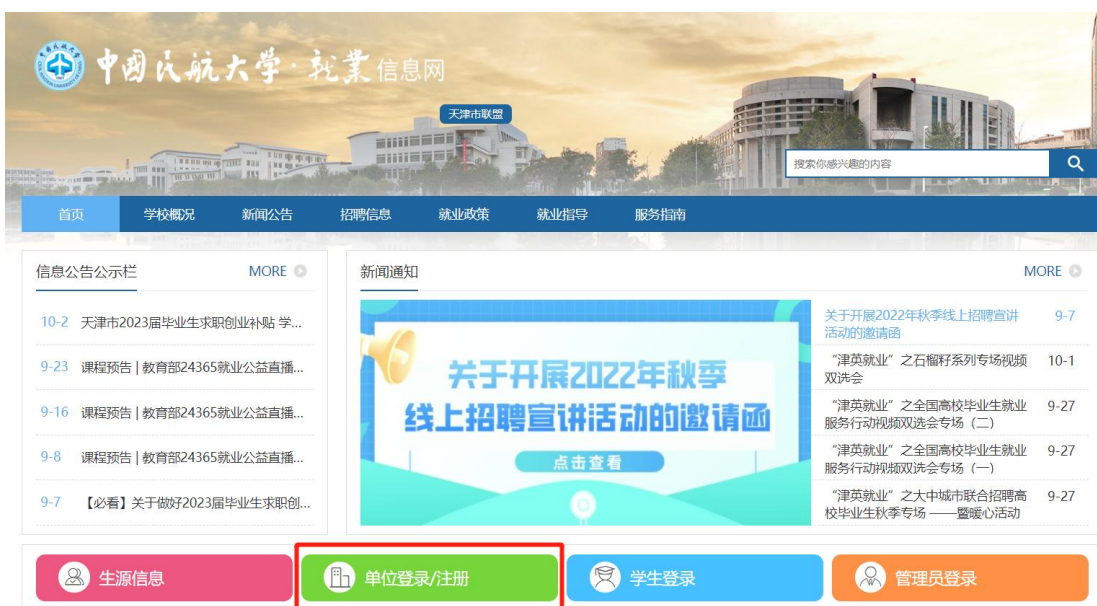 中國民航大学·就業信息网
天津市联盟
搜索你感兴趣的内容
首页 学校概况 新闻公告 招聘信息 就业政策 就业指导 服务指南
信息公告公示栏 MORE
10-2 天津市2023届毕业生求职创业补贴 学...
9-23 课程预告 | 教育部24365就业公益直播...
9-16 课程预告 | 教育部24365就业公益直播...
9-8 课程预告 | 教育部24365就业公益直播...
9-7 【必看】关于做好2023届毕业生求职创...
新闻通知 MORE
关于开展2022年秋季
线上招聘宣讲活动的邀请函
点击查看
关于开展2022年秋季线上招聘宣讲 9-7
活动的邀请函
“津英就业”之石榴籽系列专场视频 10-1
双选会
“津英就业”之全国高校毕业生就业 9-27
服务行动视频双选会专场（二）
“津英就业”之全国高校毕业生就业 9-27
服务行动视频双选会专场（一）
“津英就业”之大中城市联合招聘高 9-27
校毕业生秋季专场 ——暨暖心活动
生源信息 单位登录/注册 学生登录 管理员登录